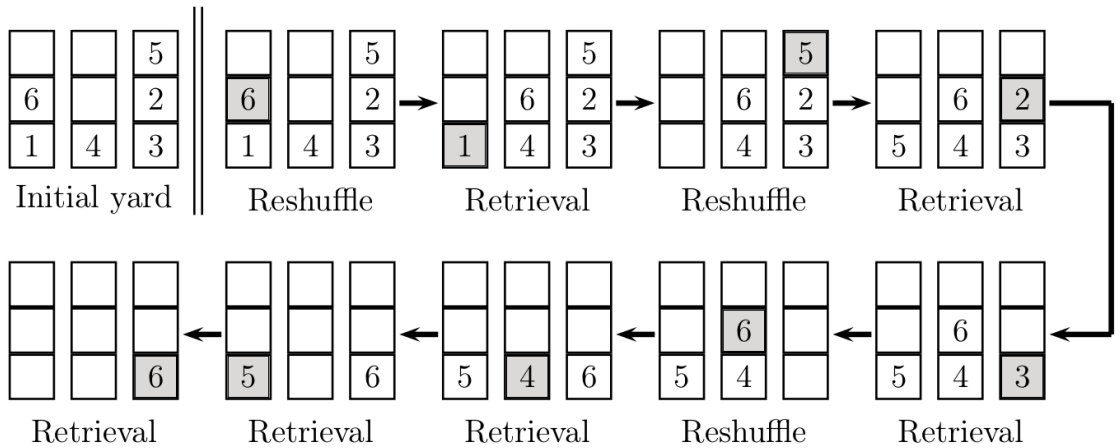 5 5 5 5
6 2 6 2 6 2 6 2 6 2
1 4 3 1 4 3 1 4 3 4 3 5 4 3
Initial yard Reshuffle Retrieval Reshuffle Retrieval
6 6
6 5 6 5 4 6 5 4 5 4 3
Retrieval Retrieval Retrieval Reshuffle Retrieval